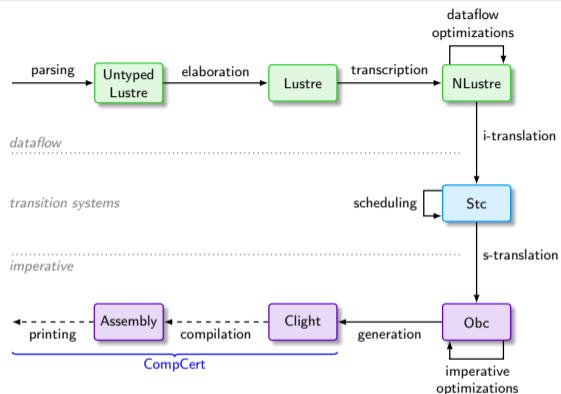 dataflow
optimizations
parsing
Untyped
Lustre
elaboration
Lustre
transcription
NLustre
i-translation
dataflow
transition systems
scheduling
Stc
s-translation
imperative
printing
Assembly
compilation
Clight
generation
Obc
CompCert
imperative
optimizations